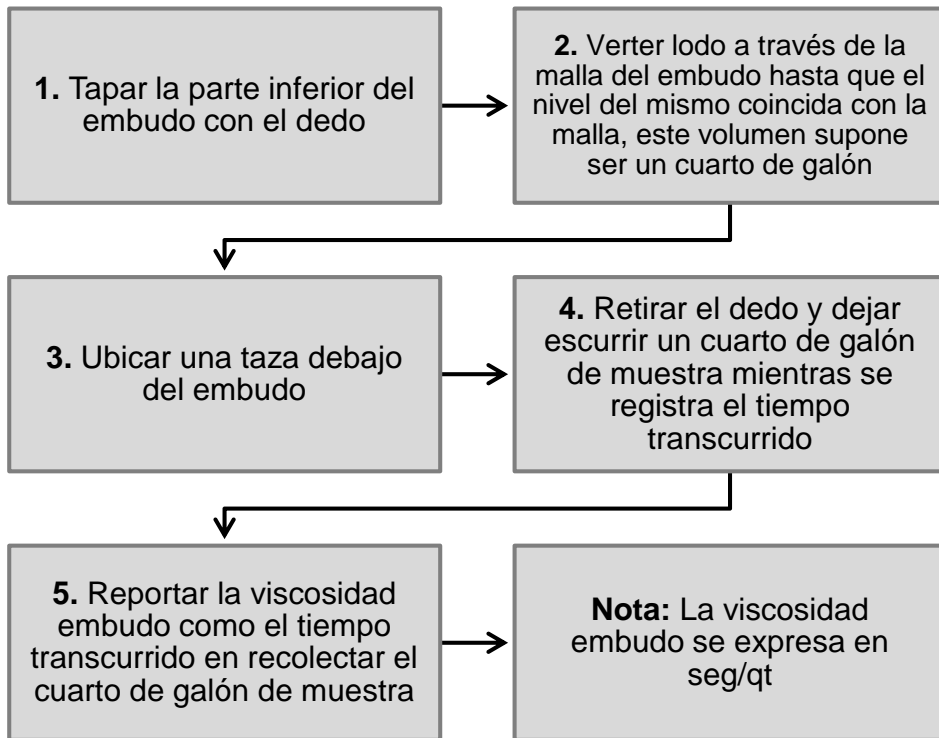 1. Tapar la parte inferior del
embudo con el dedo
2. Verter lodo a través de la
malla del embudo hasta que el
nivel del mismo coincida con la
malla, este volumen supone
ser un cuarto de galón
3. Ubicar una taza debajo
del embudo
4. Retirar el dedo y dejar
escurrir un cuarto de galón
de muestra mientras se
registra el tiempo
transcurrido
5. Reportar la viscosidad
embudo como el tiempo
transcurrido en recolectar el
cuarto de galón de muestra
Nota: La viscosidad
embudo se expresa en
seg/qt